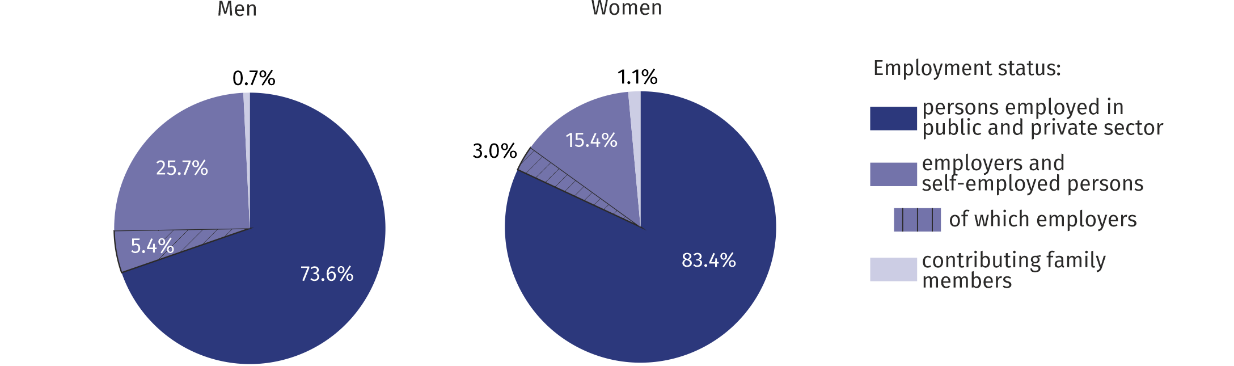 Men
Women
0.7%
25.7%
5.4%
73.6%
1.1%
15.4%
3.0%
83.4%
Employment status:
persons employed in
public and private sector
employers and
self-employed persons
of which employers
contributing family
members